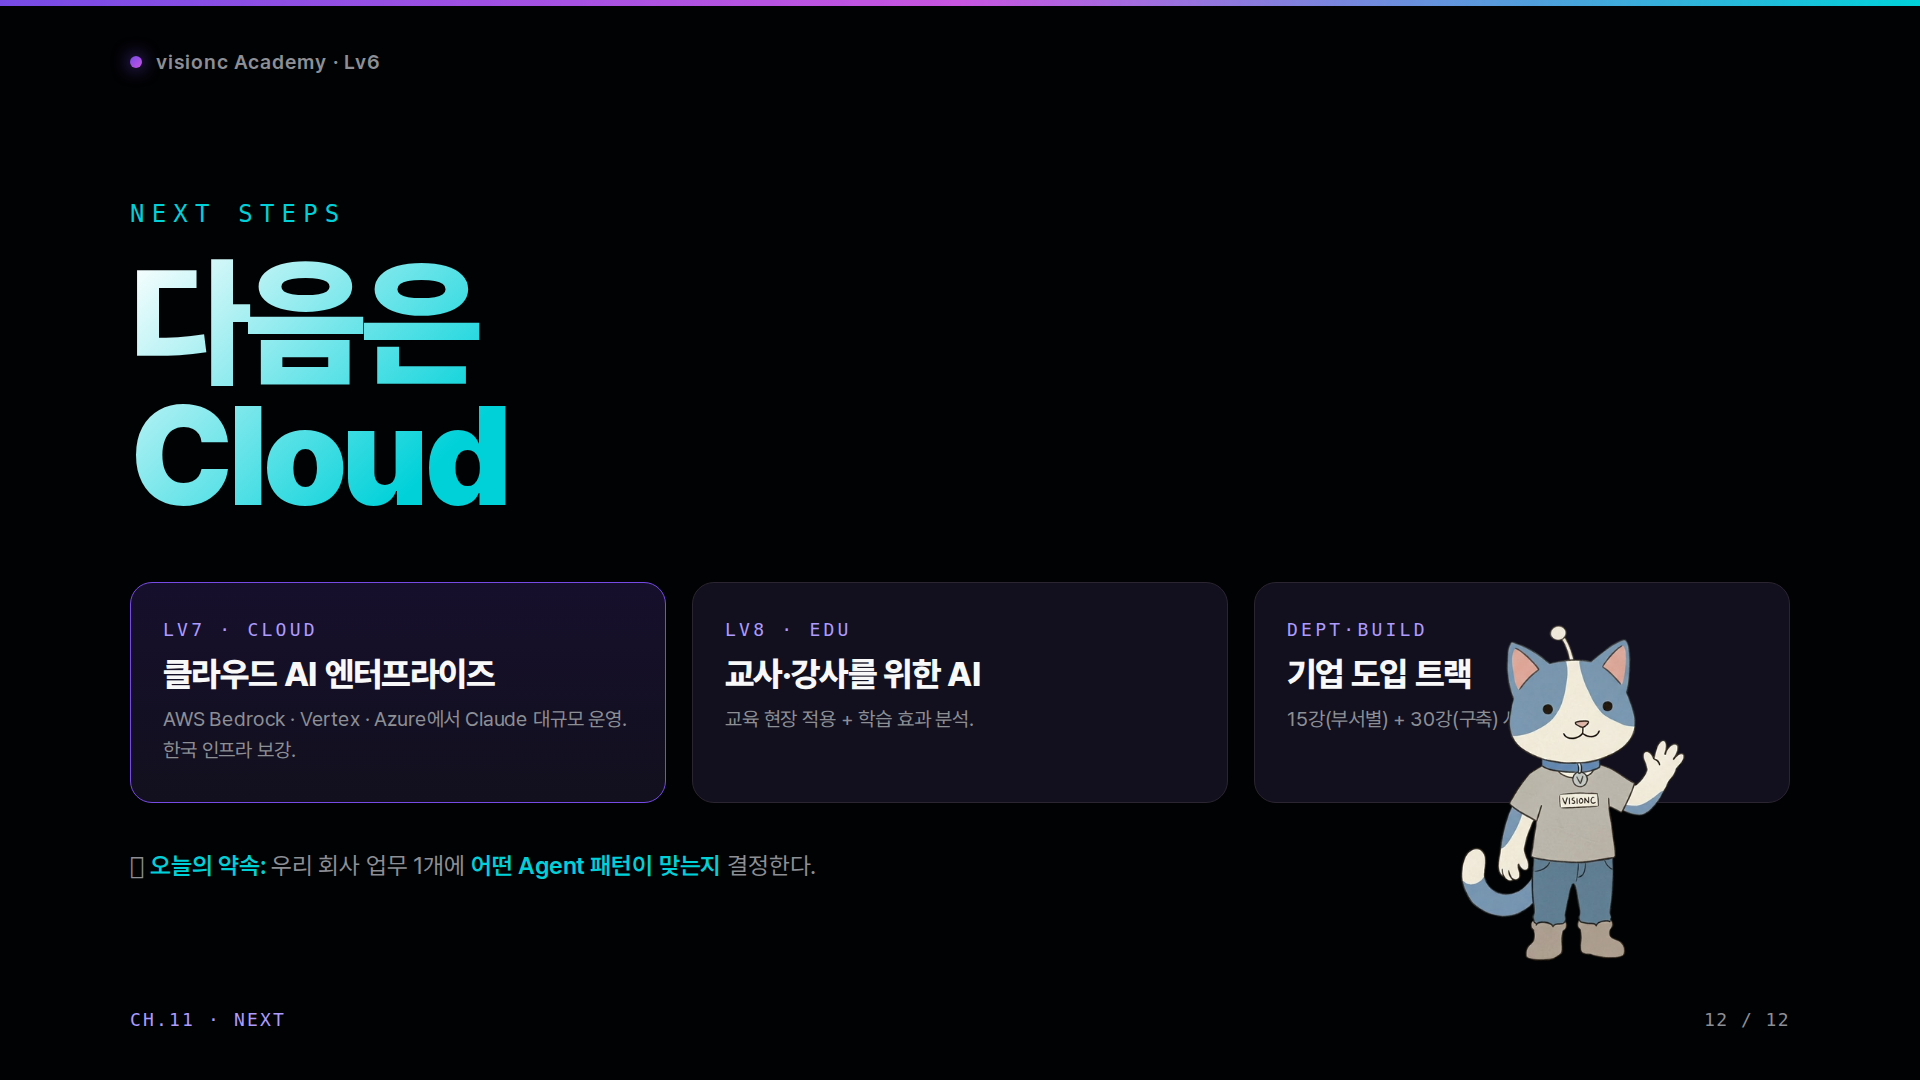 visionc Academy · Lv6
NEXT STEPS
다음은
Cloud
LV7 · CLOUD
클라우드 AI 엔터프라이즈
AWS Bedrock · Vertex · Azure에서 Claude 대규모 운영.
한국 인프라 보강.
LV8 · EDU
교사·강사를 위한 AI
교육 현장 적용 + 학습 효과 분석.
DEPT·BUILD
기업 도입 트랙
15강(부서별) + 30강(구축)
V
VISIONC
오늘의 약속: 우리 회사 업무 1개에 어떤 Agent 패턴이 맞는지 결정한다.
CH.11 · NEXT
12 / 12